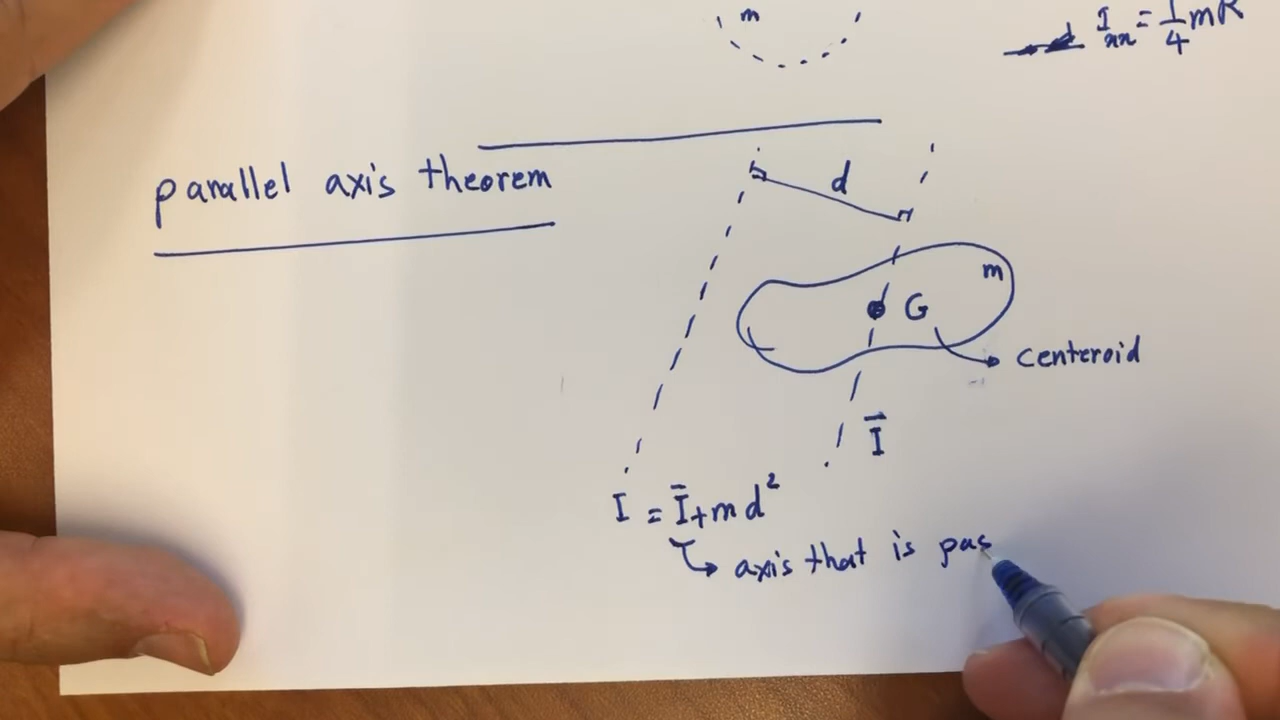 m
I_xx = 1/4 mR
parallel axis theorem
d
m
G
centeroid
Ī
I = Ī + md²
axis that is pas